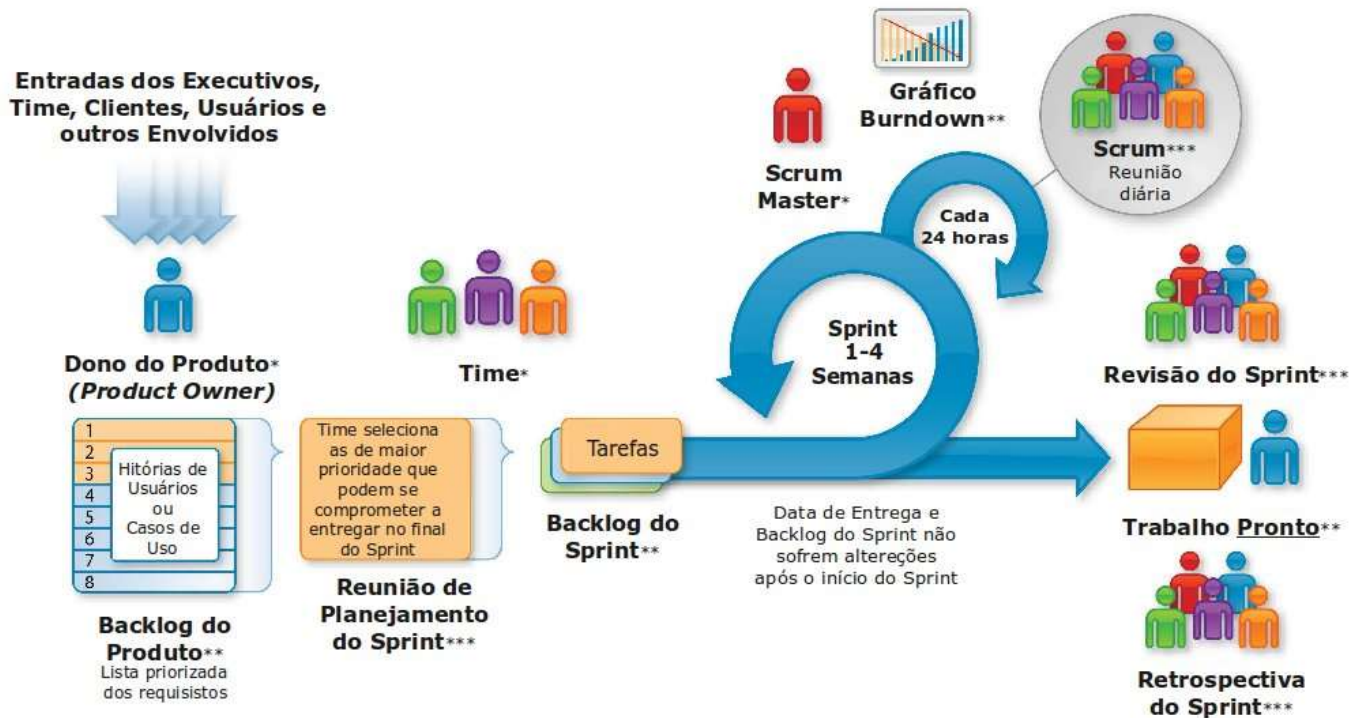 Entradas dos Executivos,
Time, Clientes, Usuários e
outros Envolvidos
Dono do Produto*
(Product Owner)
1
2
3
4
5
6
7
8
Hitórias de
Usuários
ou
Casos de
Uso
Backlog do
Produto**
Lista priorizada
dos requisistos
Time*
Time seleciona
as de maior
prioridade que
podem se
comprometer a
entregar no final
do Sprint
Reunião de
Planejamento
do Sprint***
Tarefas
Backlog do
Sprint**
Scrum
Master*
Gráfico
Burndown**
Cada
24 horas
Scrum***
Reunião
diária
Sprint
1-4
Semanas
Data de Entrega e
Backlog do Sprint não
sofrem altereções
após o início do Sprint
Revisão do Sprint***
Trabalho Pronto**
Retrospectiva
do Sprint***